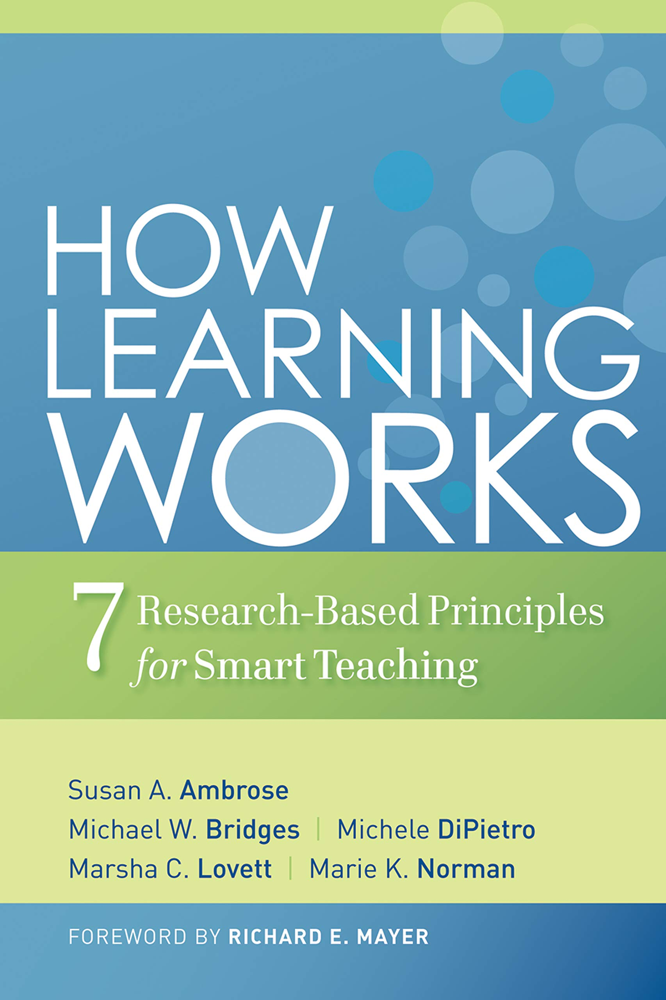 HOW
LEARNING
WORKS
7 Research-Based Principles
for Smart Teaching
Susan A. Ambrose
Michael W. Bridges | Michele DiPietro
Marsha C. Lovett | Marie K. Norman
FOREWORD BY RICHARD E. MAYER